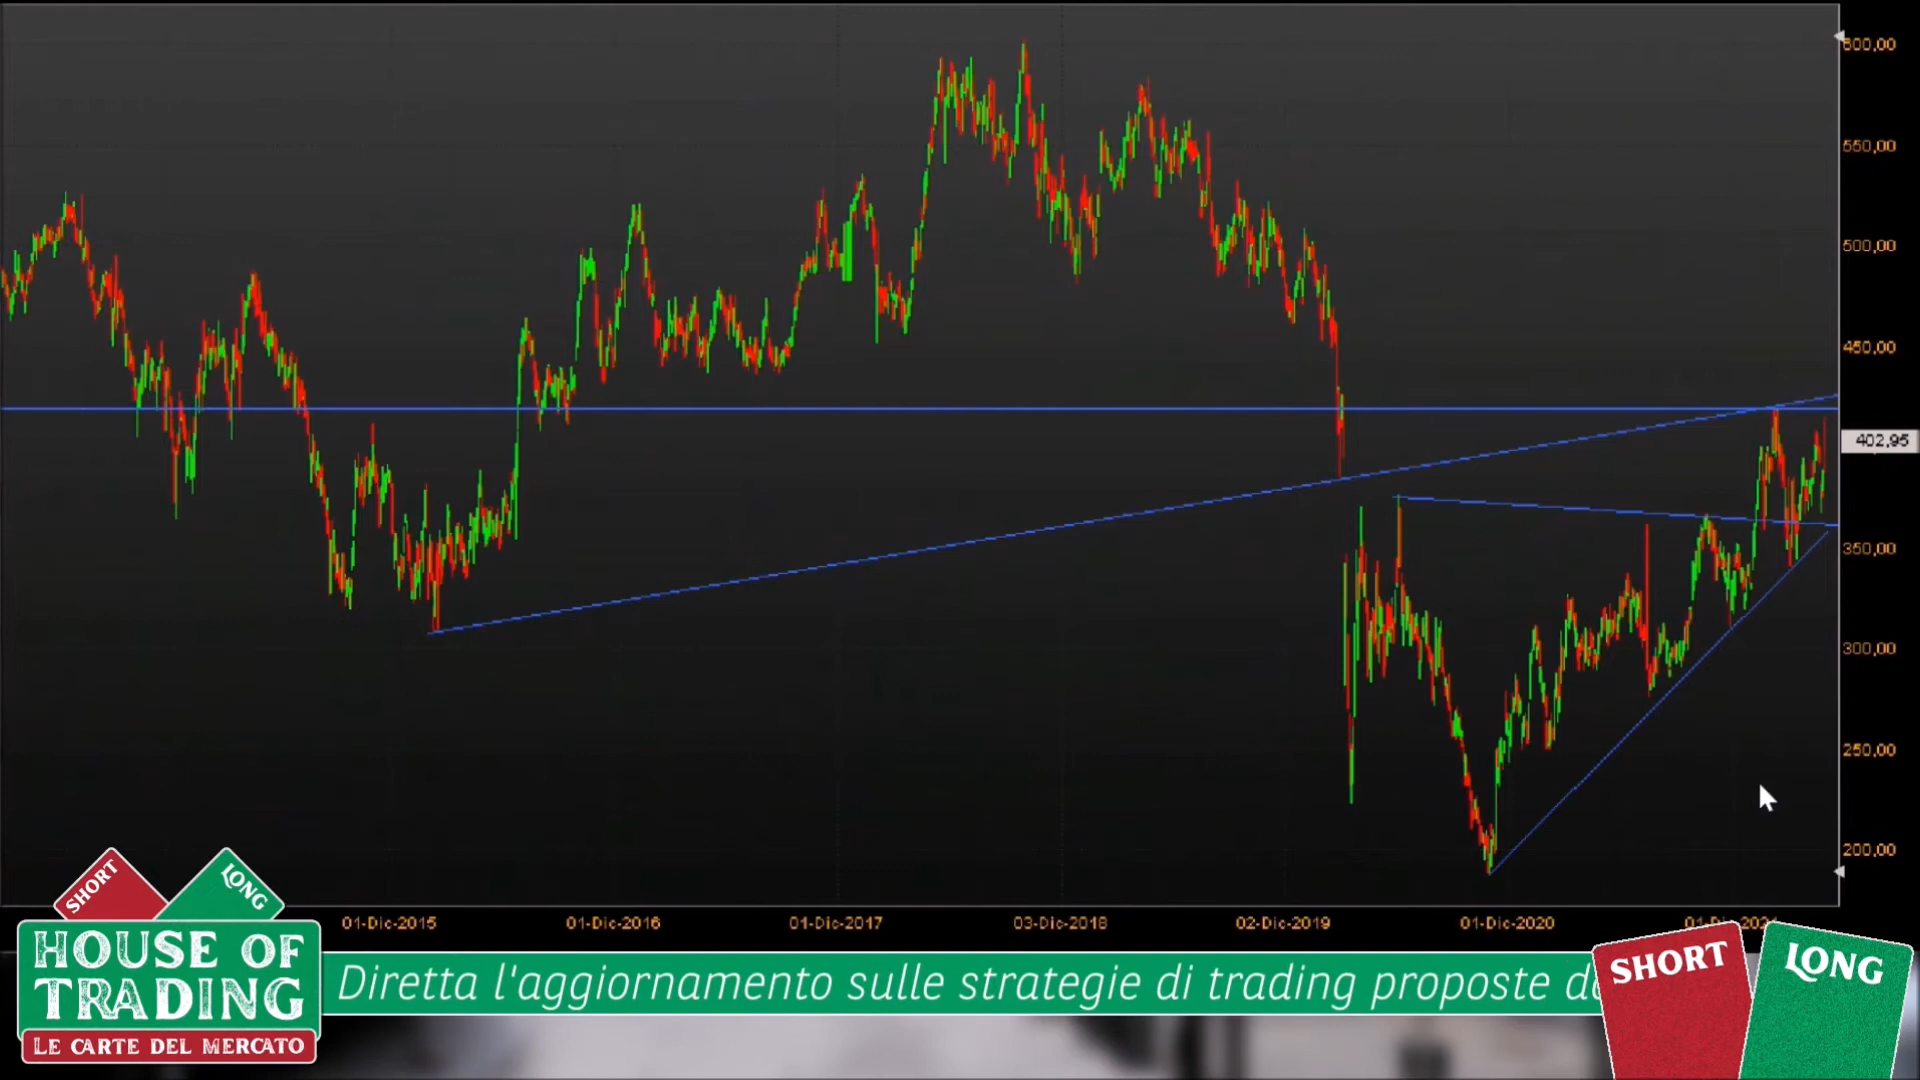 600,00
550,00
500,00
450,00
402,95
350,00
300,00
250,00
200,00
01-Dic-2015
01-Dic-2016
01-Dic-2017
03-Dic-2018
02-Dic-2019
01-Dic-2020
SHORT
LONG
HOUSE OF
TRADING
LE CARTE DEL MERCATO
Diretta l'aggiornamento sulle strategie di trading proposte
SHORT
LONG